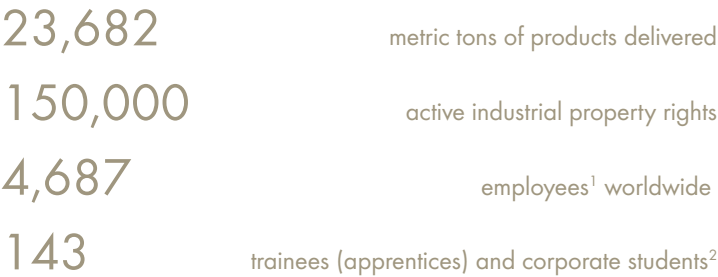 23,682 metric tons of products delivered
150,000 active industrial property rights
4,687 employees¹ worldwide
143 trainees (apprentices) and corporate students²